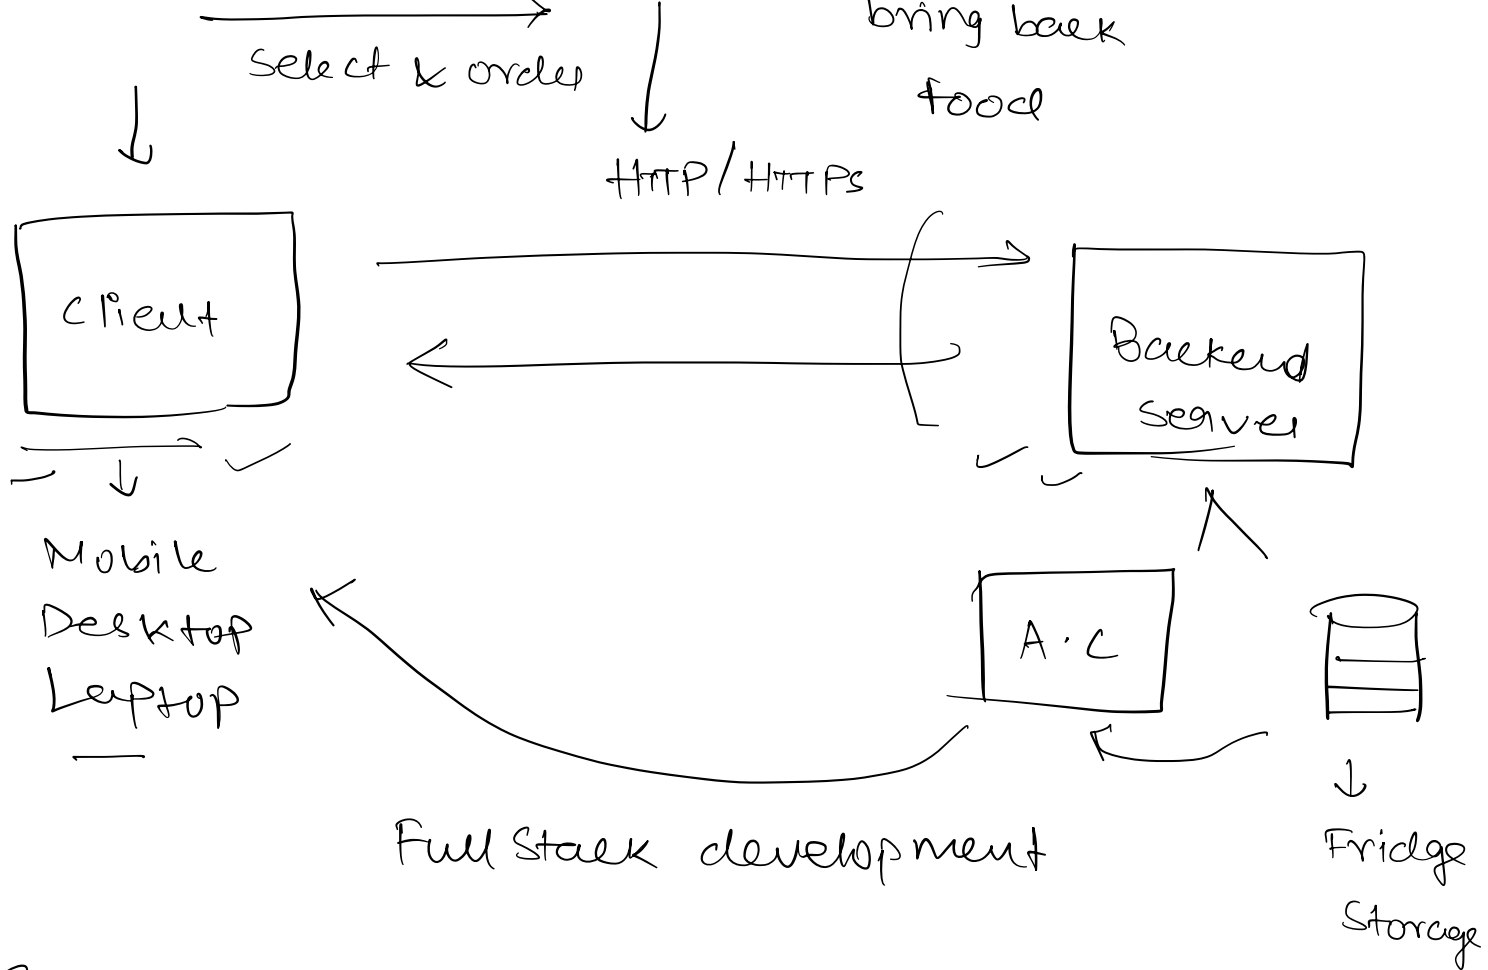 bring back
Select & order
food
HTTP/HTTPs
Client
Backend
server
Mobile
Desktop
Laptop
A.C
Full Stack development
Fridge
Storage